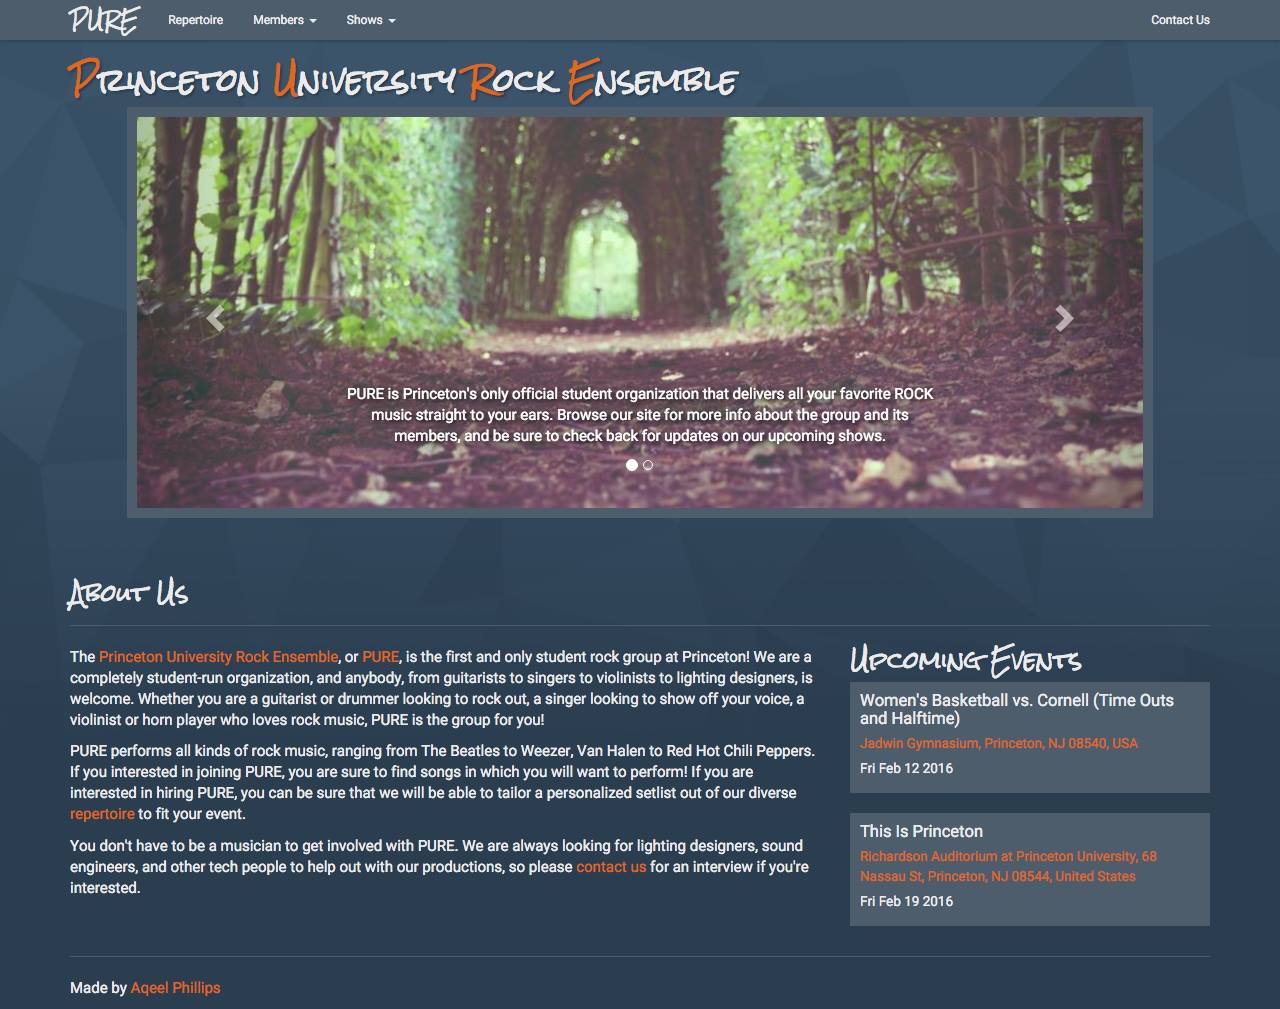 PURE Repertoire Members Shows Contact Us
Princeton University Rock Ensemble
PURE is Princeton's only official student organization that delivers all your favorite ROCK
music straight to your ears. Browse our site for more info about the group and its
members, and be sure to check back for updates on our upcoming shows.
About Us
The Princeton University Rock Ensemble, or PURE, is the first and only student rock group at Princeton! We are a
completely student-run organization, and anybody, from guitarists to singers to violinists to lighting designers, is
welcome. Whether you are a guitarist or drummer looking to rock out, a singer looking to show off your voice, a
violinist or horn player who loves rock music, PURE is the group for you!
PURE performs all kinds of rock music, ranging from The Beatles to Weezer, Van Halen to Red Hot Chili Peppers.
If you interested in joining PURE, you are sure to find songs in which you will want to perform! If you are
interested in hiring PURE, you can be sure that we will be able to tailor a personalized setlist out of our diverse
repertoire to fit your event.
You don't have to be a musician to get involved with PURE. We are always looking for lighting designers, sound
engineers, and other tech people to help out with our productions, so please contact us for an interview if you're
interested.
Upcoming Events
Women's Basketball vs. Cornell (Time Outs
and Halftime)
Jadwin Gymnasium, Princeton, NJ 08540, USA
Fri Feb 12 2016
This Is Princeton
Richardson Auditorium at Princeton University, 68
Nassau St, Princeton, NJ 08544, United States
Fri Feb 19 2016
Made by Aqeel Phillips